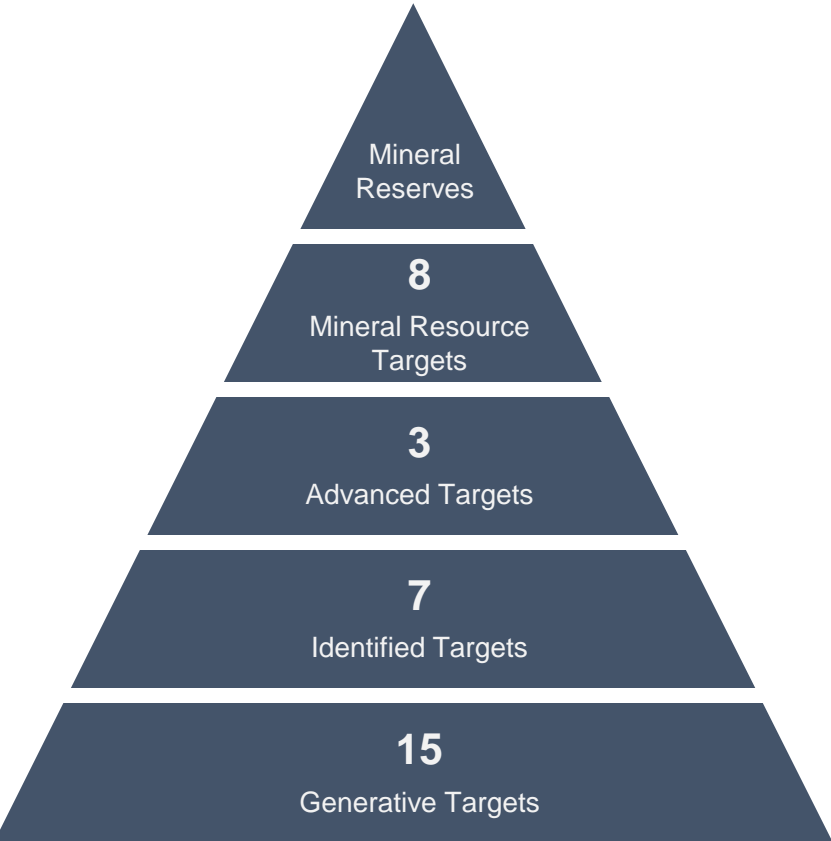 Mineral
Reserves
8
Mineral Resource
Targets
3
Advanced Targets
7
Identified Targets
15
Generative Targets